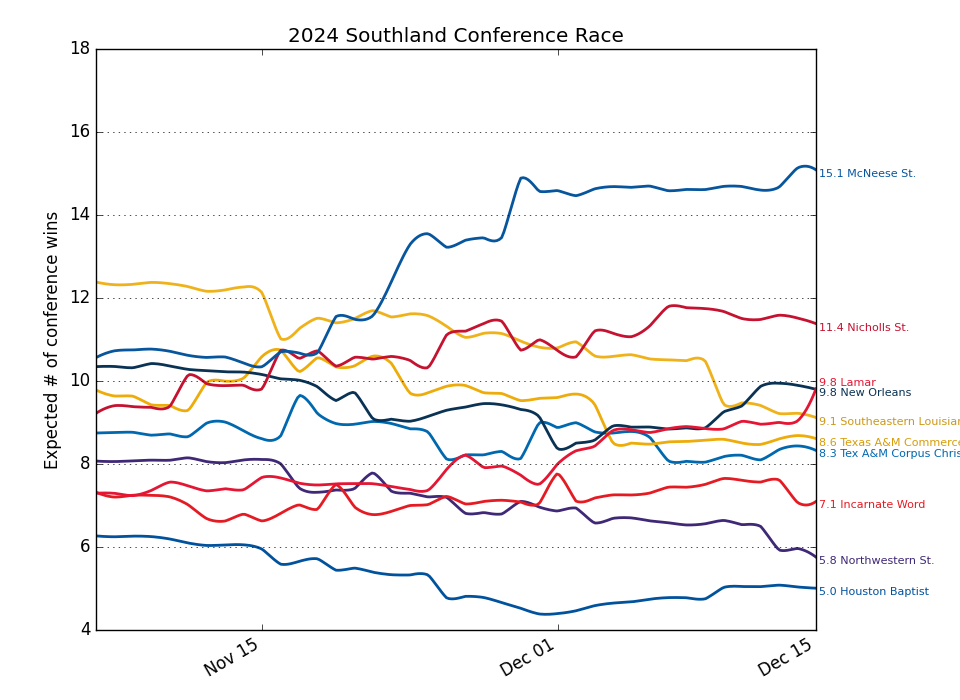 2024 Southland Conference Race
Expected # of conference wins
18
16
14
12
10
8
6
4
Nov 15
Dec 01
Dec 15
15.1 McNeese St.
11.4 Nicholls St.
9.8 Lamar
9.8 New Orleans
9.1 Southeastern Louisian
8.6 Texas A&M Commerce
8.3 Tex A&M Corpus Chris
7.1 Incarnate Word
5.8 Northwestern St.
5.0 Houston Baptist